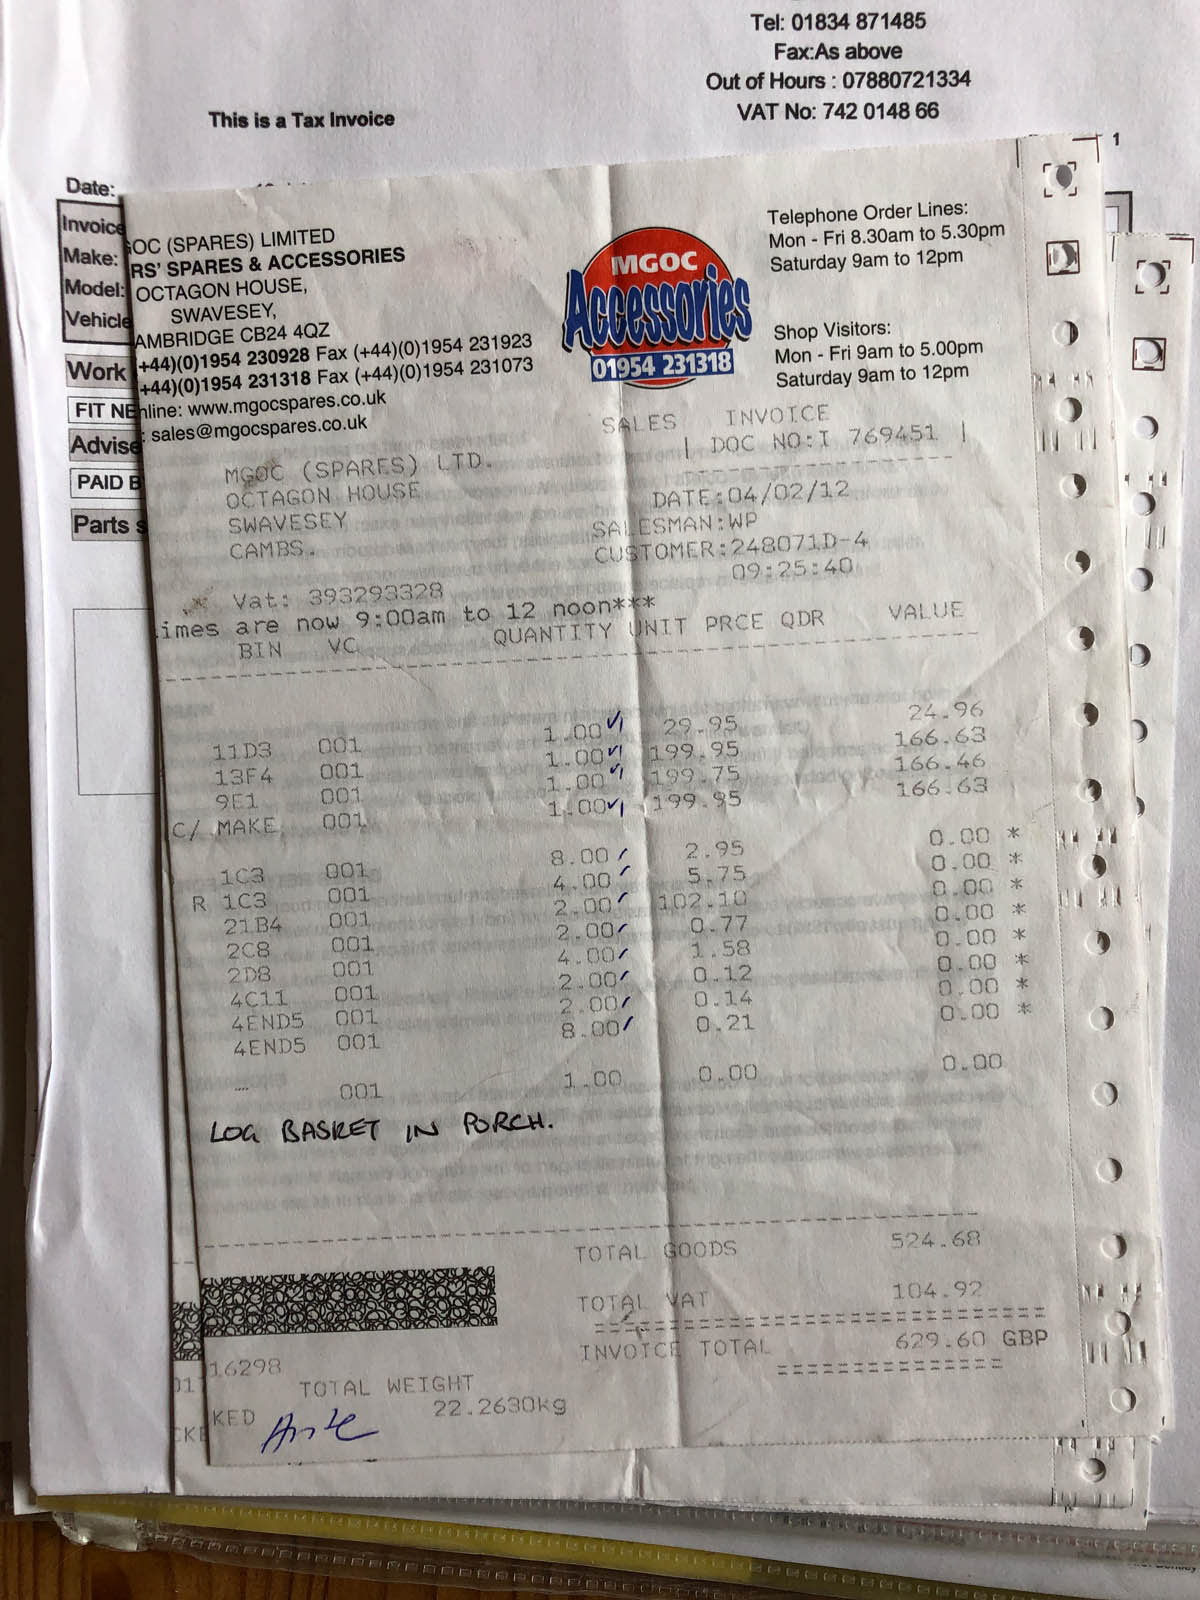 Tel: 01834 871485
Fax:As above
Out of Hours : 07880721334
VAT No: 742 0148 66
This is a Tax Invoice
1
Date:
Invoice
Make:
Model:
Vehicle
Work
FIT NE
Advise
PAID B
Parts s
GOC (SPARES) LIMITED
RS' SPARES & ACCESSORIES
OCTAGON HOUSE,
SWAVESEY,
AMBRIDGE CB24 4QZ
+44)(0)1954 230928 Fax (+44)(0)1954 231923
+44)(0)1954 231318 Fax (+44)(0)1954 231073
nline: www.mgocspares.co.uk
: sales@mgocspares.co.uk
MGOC
Accessories
01954 231318
Telephone Order Lines:
Mon - Fri 8.30am to 5.30pm
Saturday 9am to 12pm
Shop Visitors:
Mon - Fri 9am to 5.00pm
Saturday 9am to 12pm
SALES INVOICE
| DOC NO:I 769451 |
MGOC (SPARES) LTD.
OCTAGON HOUSE
SWAVESEY
CAMBS.
DATE:04/02/12
SALESMAN:WP
CUSTOMER:248071D-4
09:25:40
Vat: 393293328
imes are now 9:00am to 12 noon***
BIN VC QUANTITY UNIT PRCE QDR VALUE
11D3 001 1.00 29.95 24.96
13F4 001 1.00 199.95 166.63
9E1 001 1.00 199.75 166.46
C/ MAKE 001 1.00 199.95 166.63
1C3 001 8.00 2.95 0.00 *
R 1C3 001 4.00 5.75 0.00 *
21B4 001 2.00 102.10 0.00 *
2C8 001 2.00 0.77 0.00 *
2D8 001 4.00 1.58 0.00 *
4C11 001 2.00 0.12 0.00 *
4END5 001 2.00 0.14 0.00 *
4END5 001 8.00 0.21 0.00 *
001 1.00 0.00 0.00
LOG BASKET IN PORCH.
TOTAL GOODS 524.68
TOTAL VAT 104.92
INVOICE TOTAL 629.60 GBP
16298
TOTAL WEIGHT
22.2630kg
KED